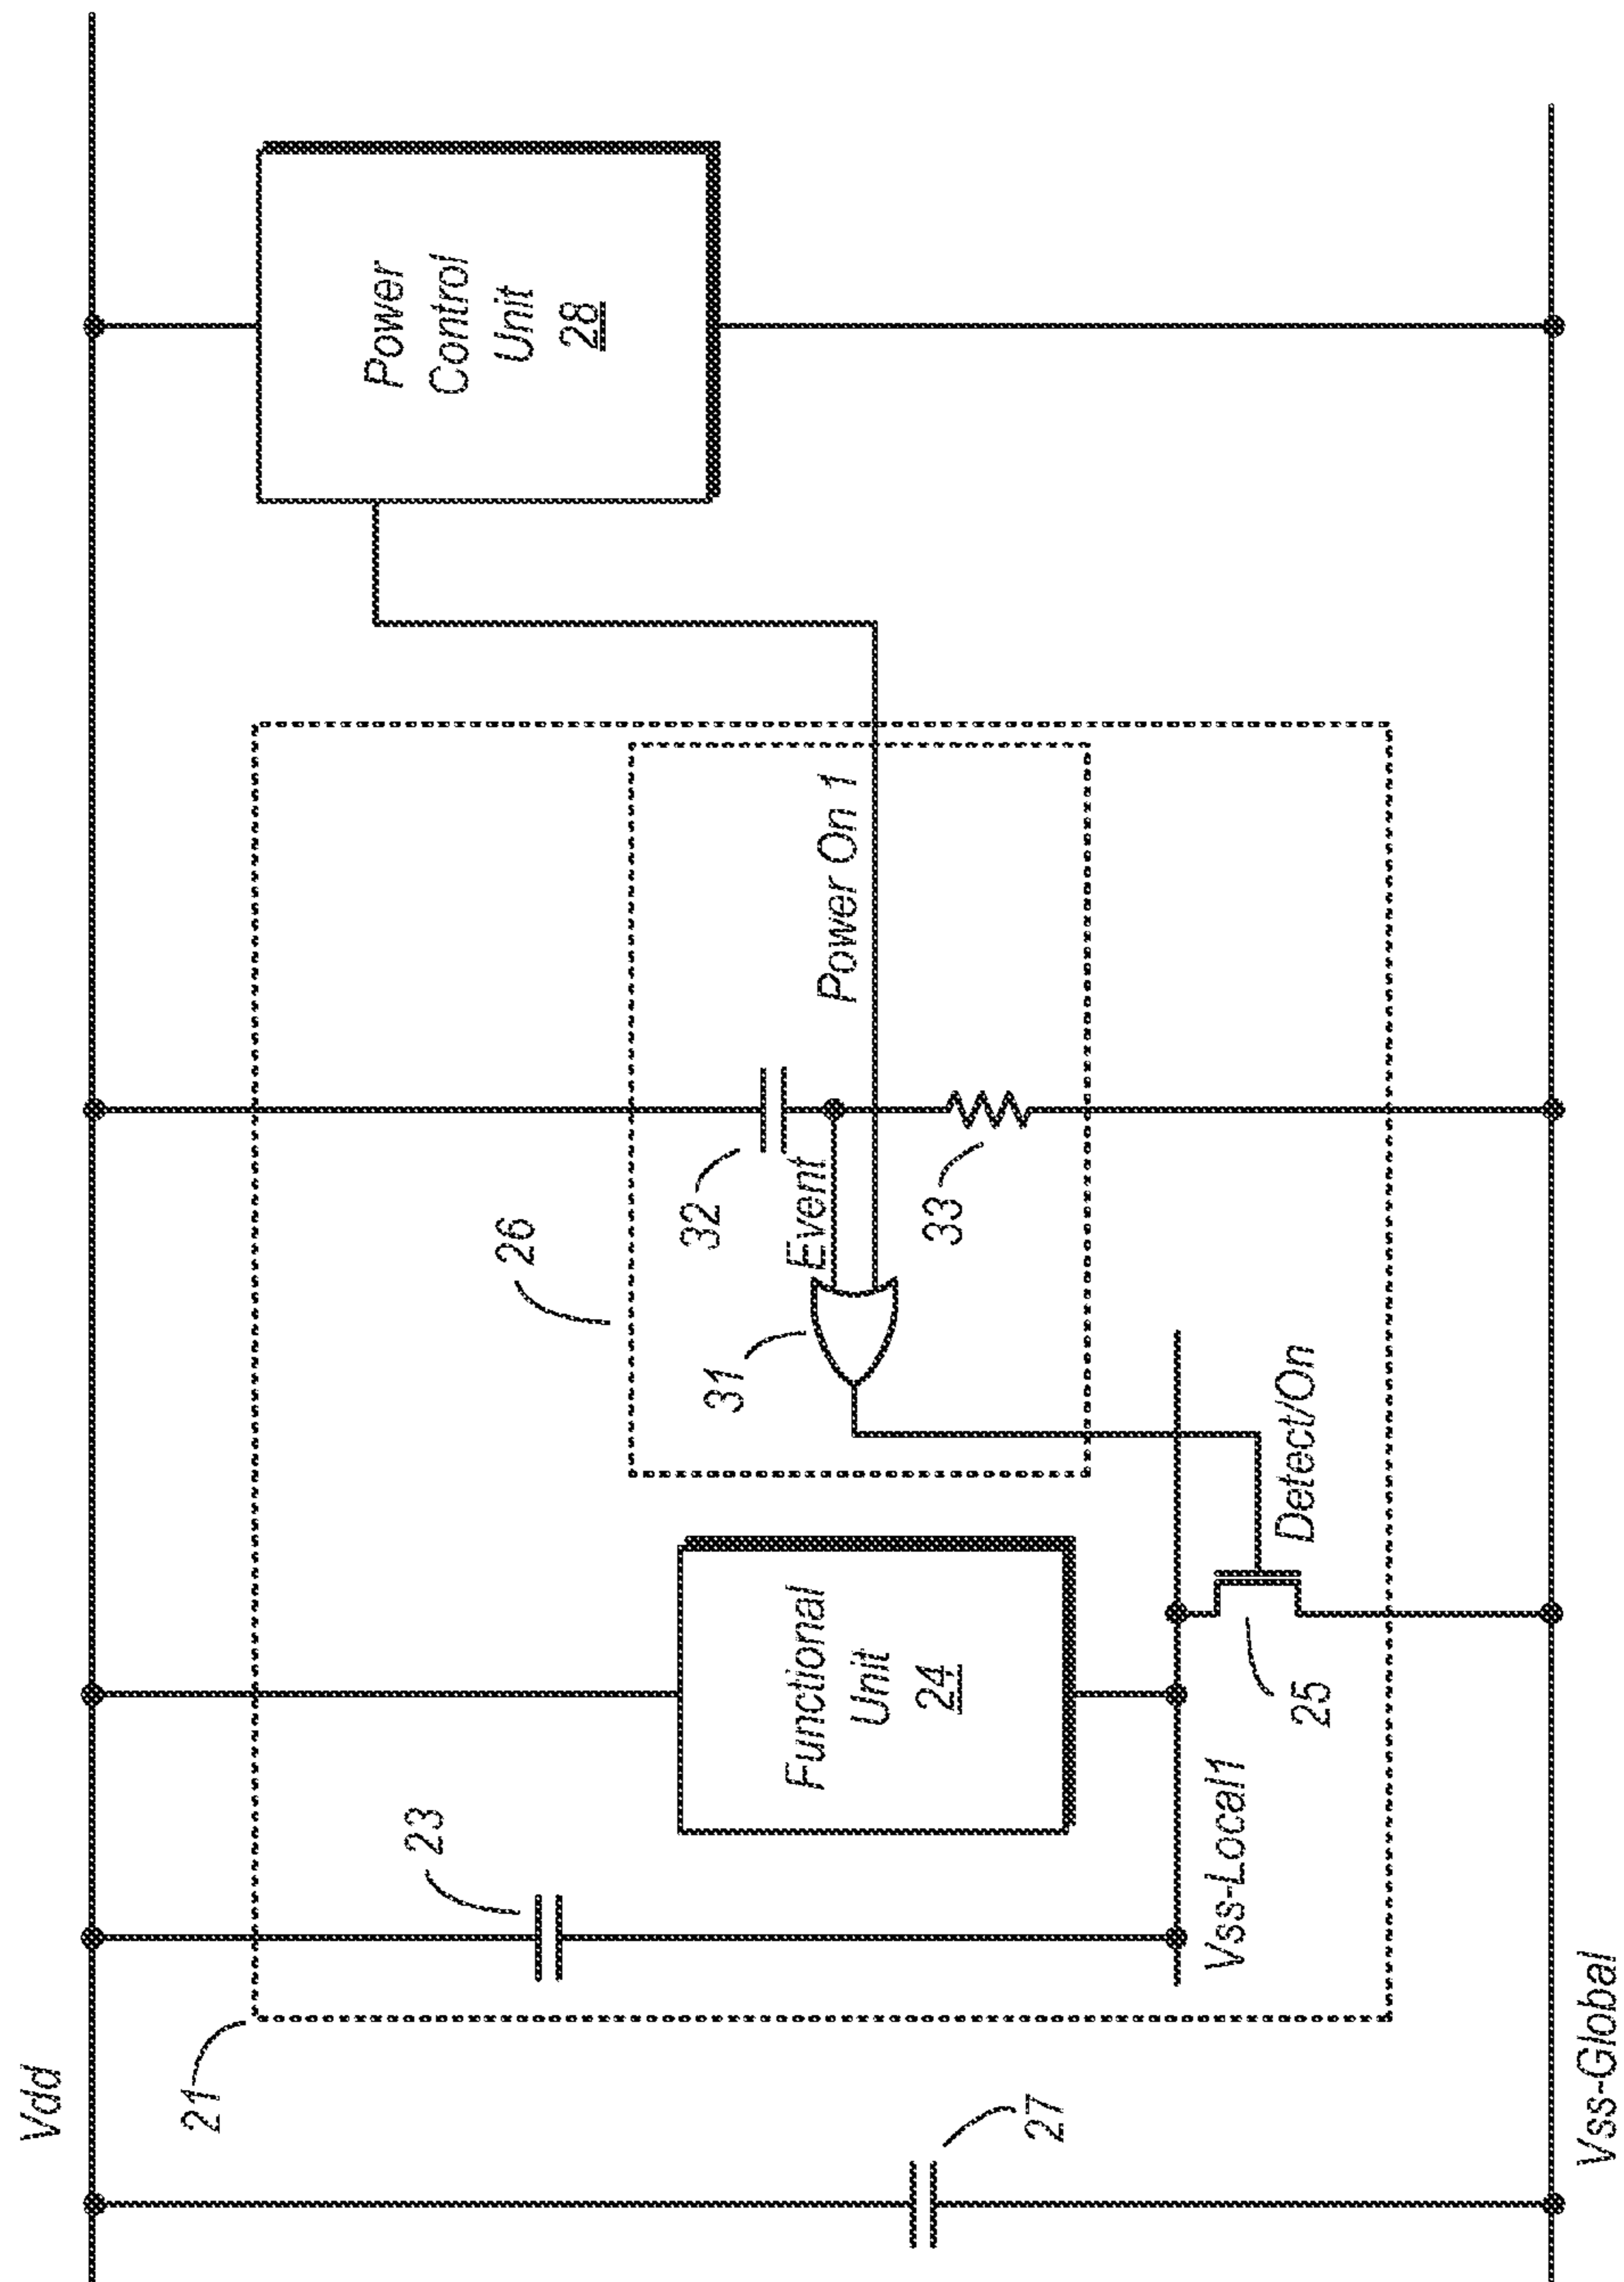 Vdd
21
27
23
Functional
Unit
24
Vss-Local1
25
Detect/On
26
31
32
Event
33
Power On 1
Power
Control
Unit
28
Vss-Global